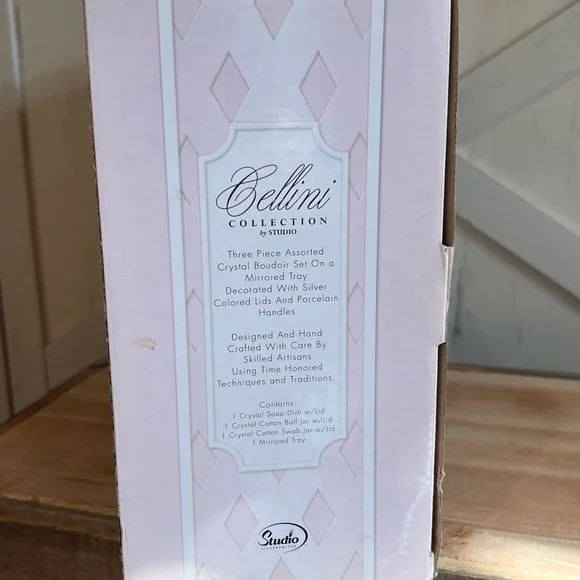 Cellini
COLLECTION
by STUDIO
Three Piece Assorted
Crystal Boudoir Set On a
Mirrored Tray
Decorated With Silver
Colored Lids And Porcelain
Handles
Designed And Hand
Crafted With Care By
Skilled Artisans
Using Time Honored
Techniques and Traditions
Contains:
1 Crystal Soap Dish w/Lid
1 Crystal Cotton Ball Jar w/Lid
1 Crystal Cotton Swab Jar w/Lid
1 Mirrored Tray
Studio
SILVERSMITHS